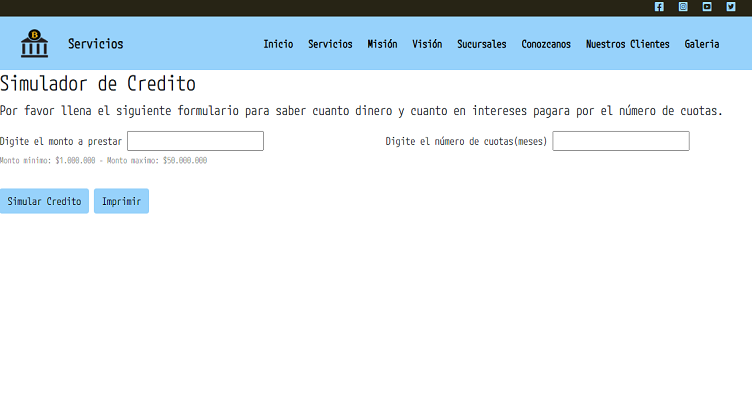 B
Servicios Inicio Servicios Misión Visión Sucursales Conozcanos Nuestros Clientes Galeria
Simulador de Credito
Por favor llena el siguiente formulario para saber cuanto dinero y cuanto en intereses pagara por el número de cuotas.
Digite el monto a prestar Digite el número de cuotas(meses)
Monto minimo: $1.000.000 - Monto maximo: $50.000.000
Simular Credito Imprimir